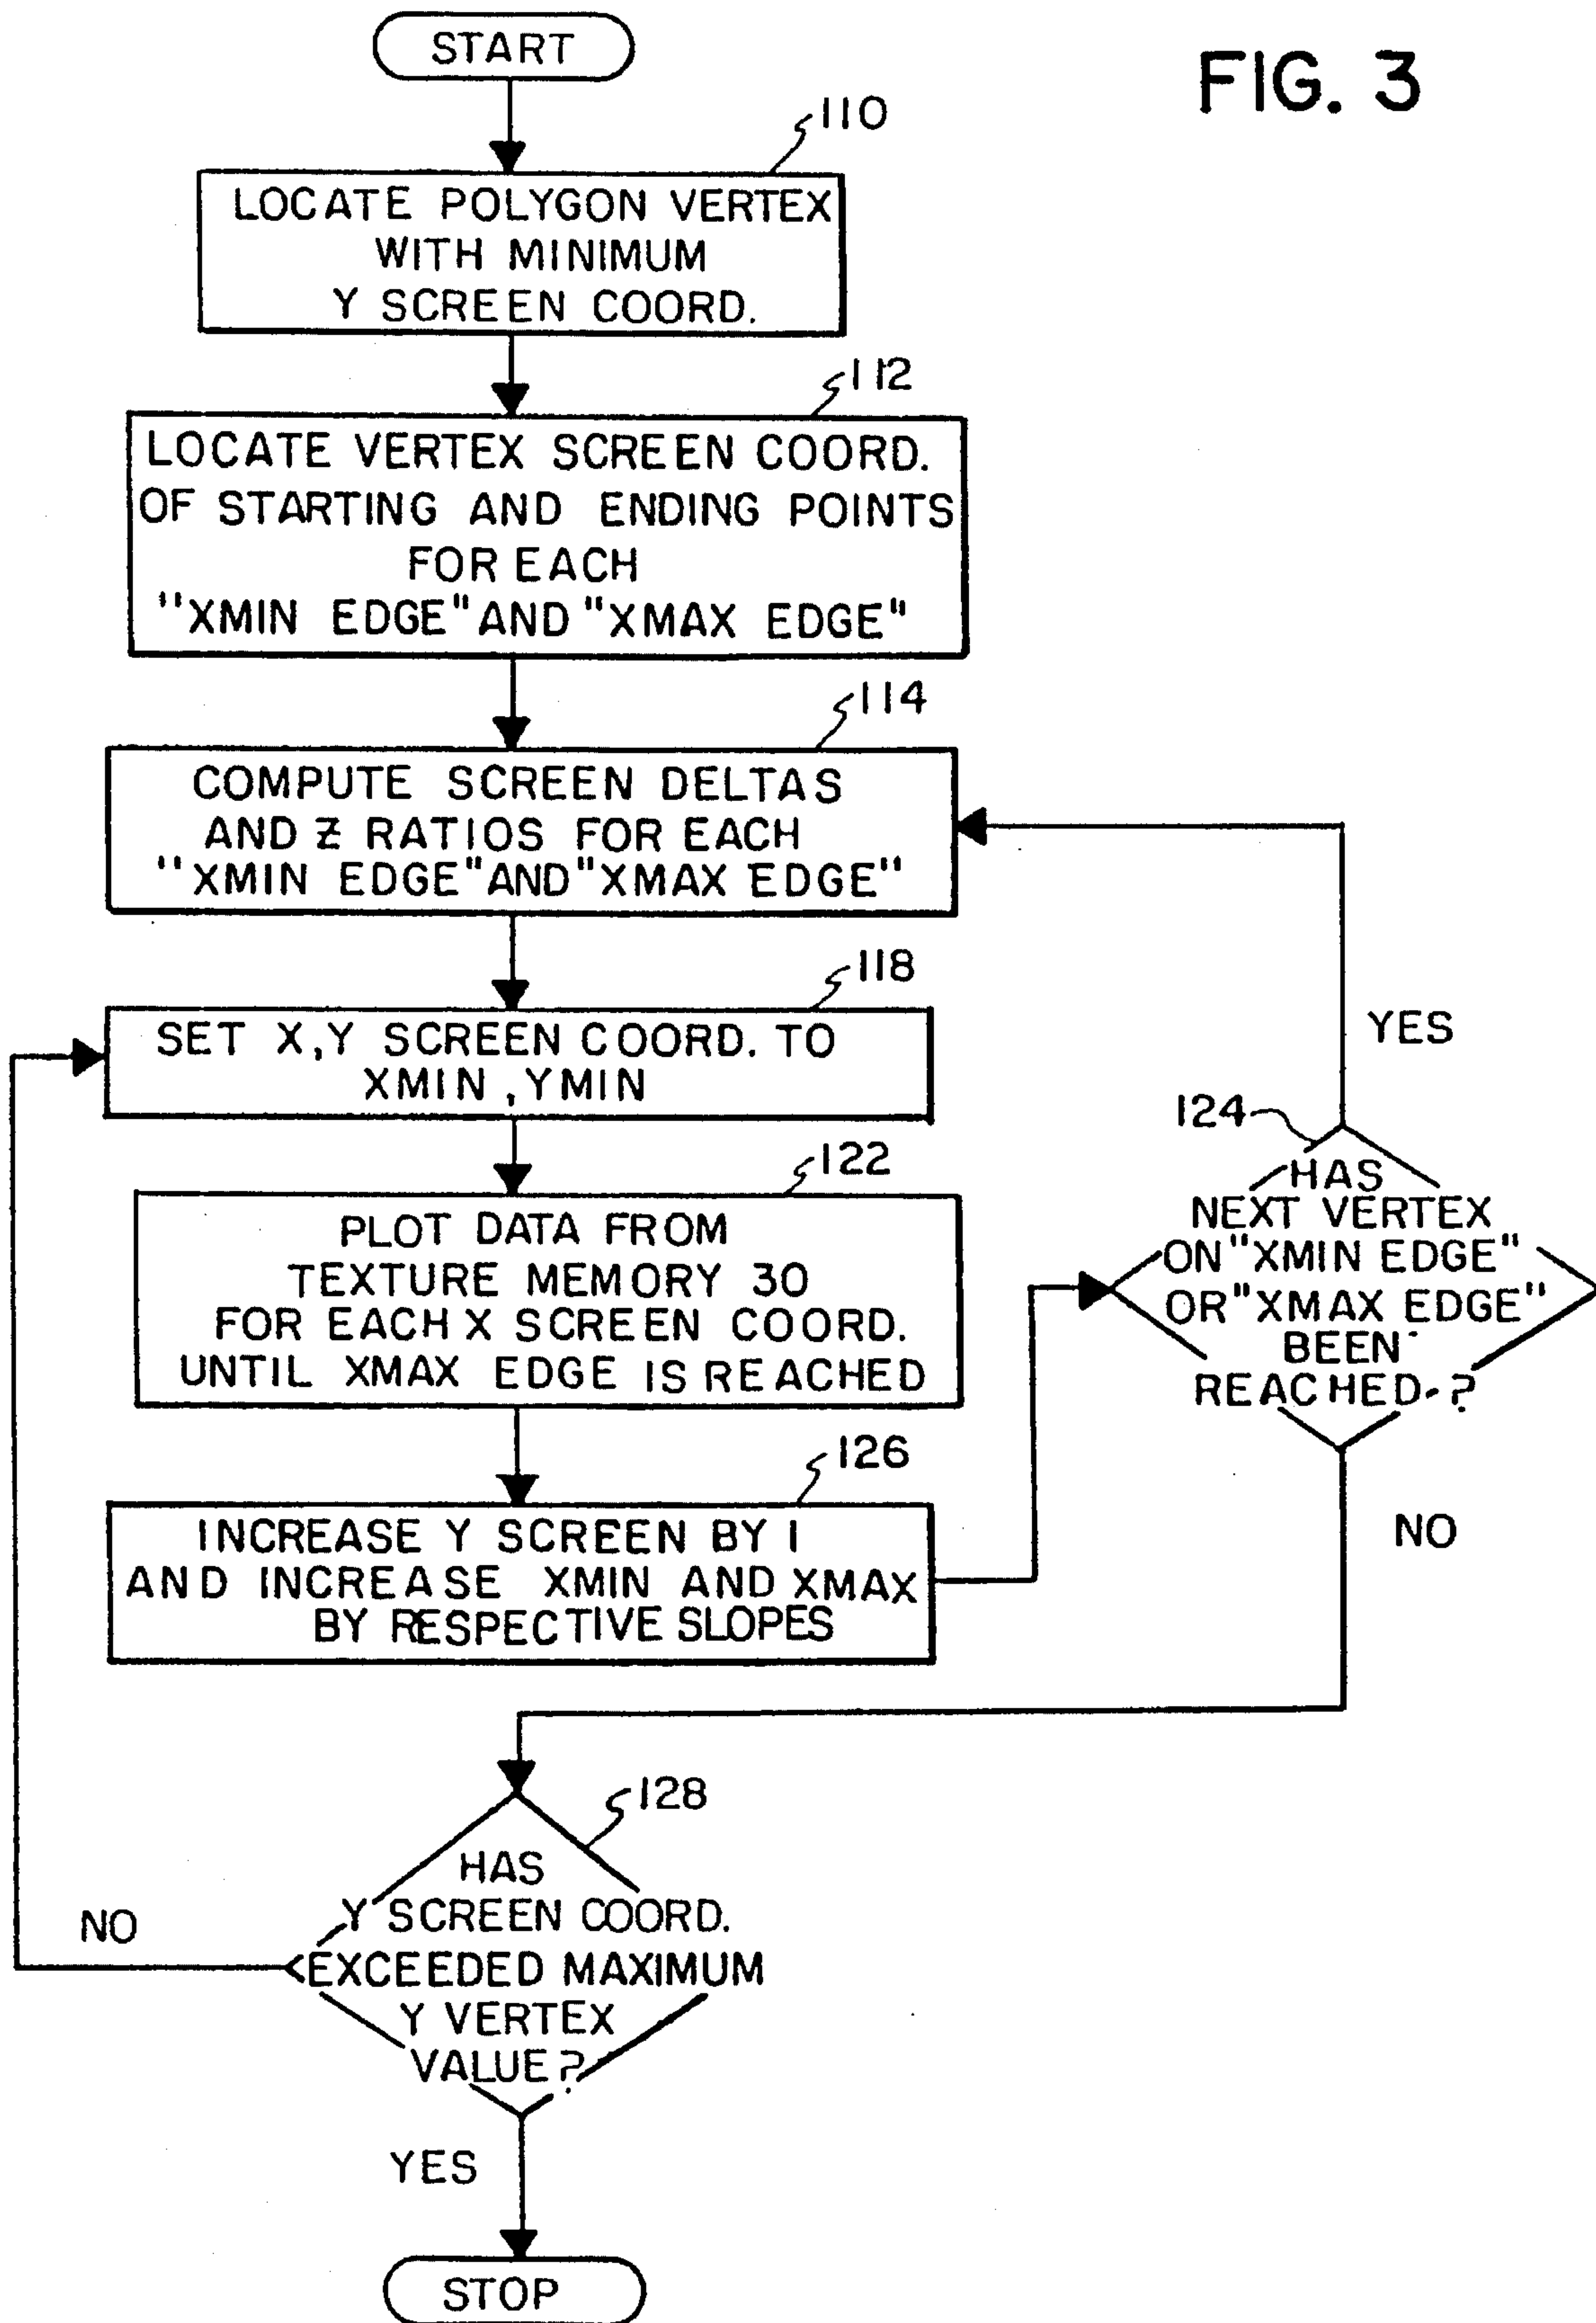 START
FIG. 3
110
LOCATE POLYGON VERTEX
WITH MINIMUM
Y SCREEN COORD.
112
LOCATE VERTEX SCREEN COORD.
OF STARTING AND ENDING POINTS
FOR EACH
"XMIN EDGE" AND "XMAX EDGE"
114
COMPUTE SCREEN DELTAS
AND Z RATIOS FOR EACH
"XMIN EDGE" AND "XMAX EDGE"
118
SET X,Y SCREEN COORD. TO
XMIN, YMIN
122
PLOT DATA FROM
TEXTURE MEMORY 30
FOR EACH X SCREEN COORD.
UNTIL XMAX EDGE IS REACHED
126
INCREASE Y SCREEN BY 1
AND INCREASE XMIN AND XMAX
BY RESPECTIVE SLOPES
YES
124
HAS
NEXT VERTEX
ON "XMIN EDGE"
OR "XMAX EDGE"
BEEN
REACHED ?
NO
128
HAS
Y SCREEN COORD.
EXCEEDED MAXIMUM
Y VERTEX
VALUE?
NO
YES
STOP